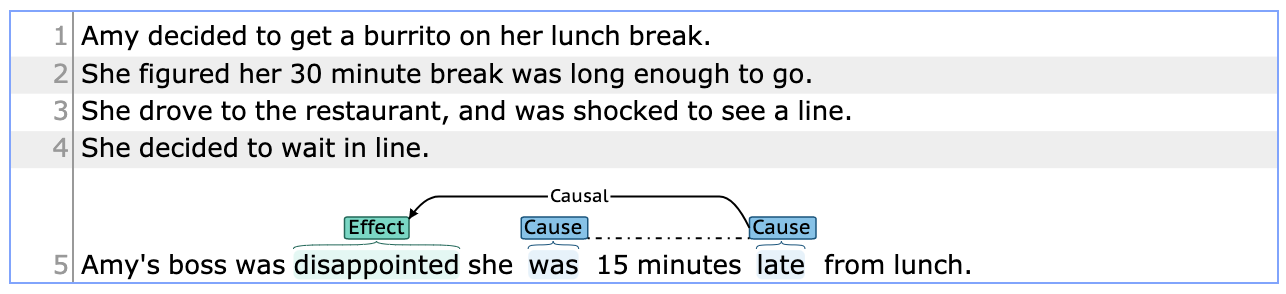 1 Amy decided to get a burrito on her lunch break.
2 She figured her 30 minute break was long enough to go.
3 She drove to the restaurant, and was shocked to see a line.
4 She decided to wait in line.
Causal
Effect Cause Cause
5 Amy's boss was disappointed she was 15 minutes late from lunch.